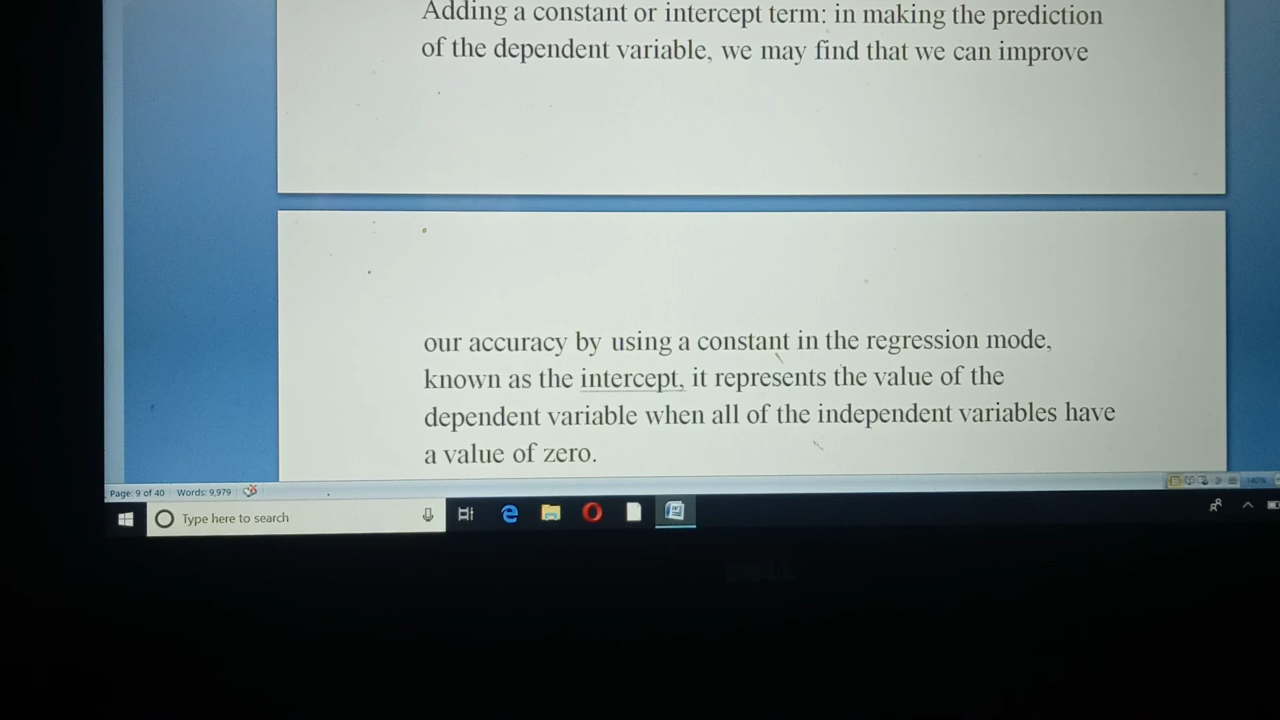 Adding a constant or intercept term: in making the prediction
of the dependent variable, we may find that we can improve
our accuracy by using a constant in the regression mode,
known as the intercept, it represents the value of the
dependent variable when all of the independent variables have
a value of zero.
Page: 9 of 40 Words: 9,979
140%
Type here to search
DELL